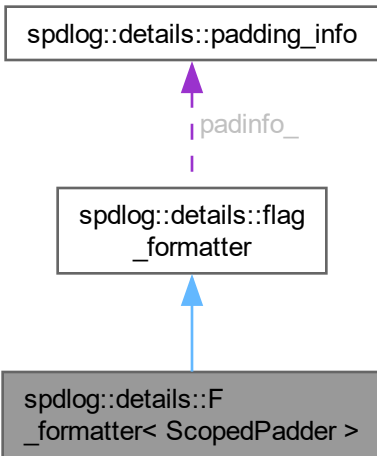 spdlog::details::padding_info
padinfo_
spdlog::details::flag
_formatter
spdlog::details::F
_formatter< ScopedPadder >